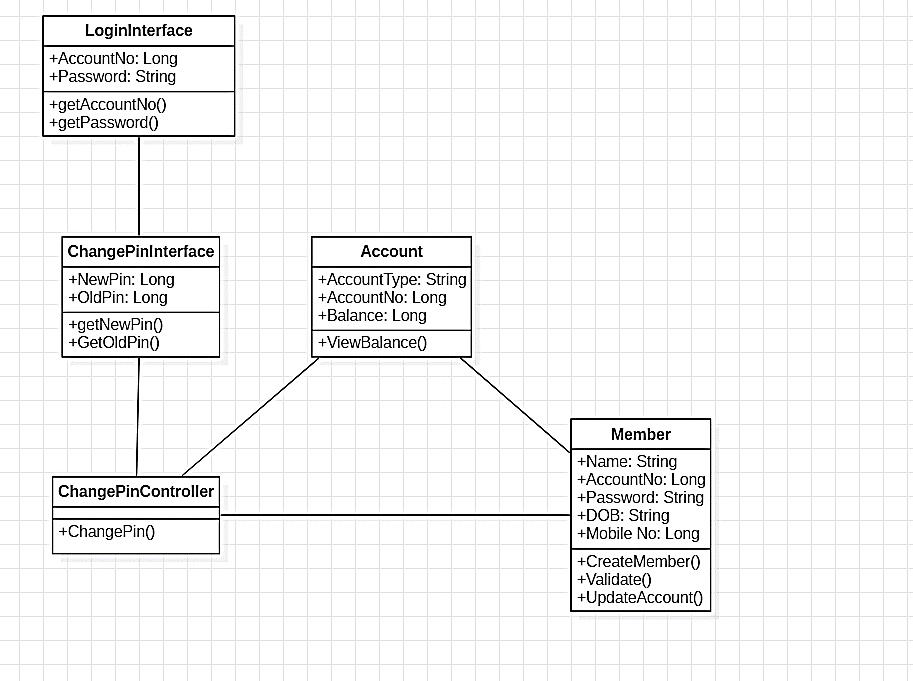 LoginInterface
+AccountNo: Long
+Password: String
+getAccountNo()
+getPassword()
ChangePinInterface
+NewPin: Long
+OldPin: Long
+getNewPin()
+GetOldPin()
Account
+AccountType: String
+AccountNo: Long
+Balance: Long
+ViewBalance()
ChangePinController
+ChangePin()
Member
+Name: String
+AccountNo: Long
+Password: String
+DOB: String
+Mobile No: Long
+CreateMember()
+Validate()
+UpdateAccount()